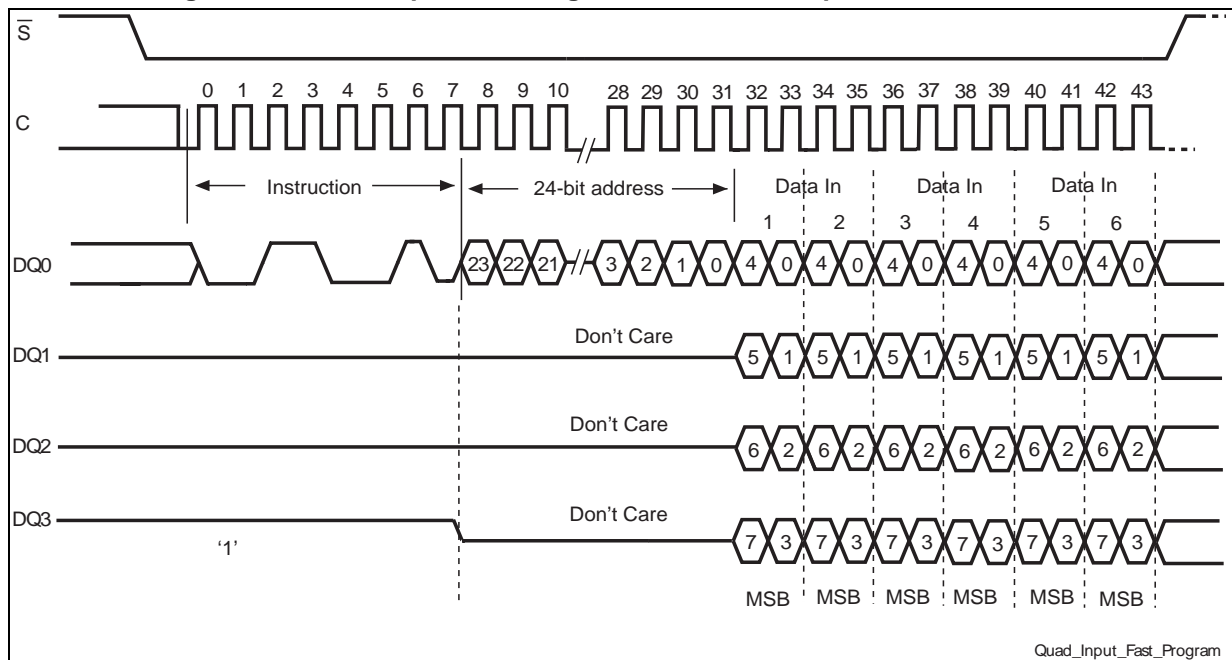 S
0 1 2 3 4 5 6 7 8 9 10 28 29 30 31 32 33 34 35 36 37 38 39 40 41 42 43
C
Instruction 24-bit address Data In Data In Data In
1 2 3 4 5 6
DQ0 23 22 21 3 2 1 0 4 0 4 0 4 0 4 0 4 0 4 0
Don't Care
DQ1 5 1 5 1 5 1 5 1 5 1 5 1
Don't Care
DQ2 6 2 6 2 6 2 6 2 6 2 6 2
Don't Care
DQ3 7 3 7 3 7 3 7 3 7 3 7 3
‘1’
MSB MSB MSB MSB MSB MSB
Quad_Input_Fast_Program